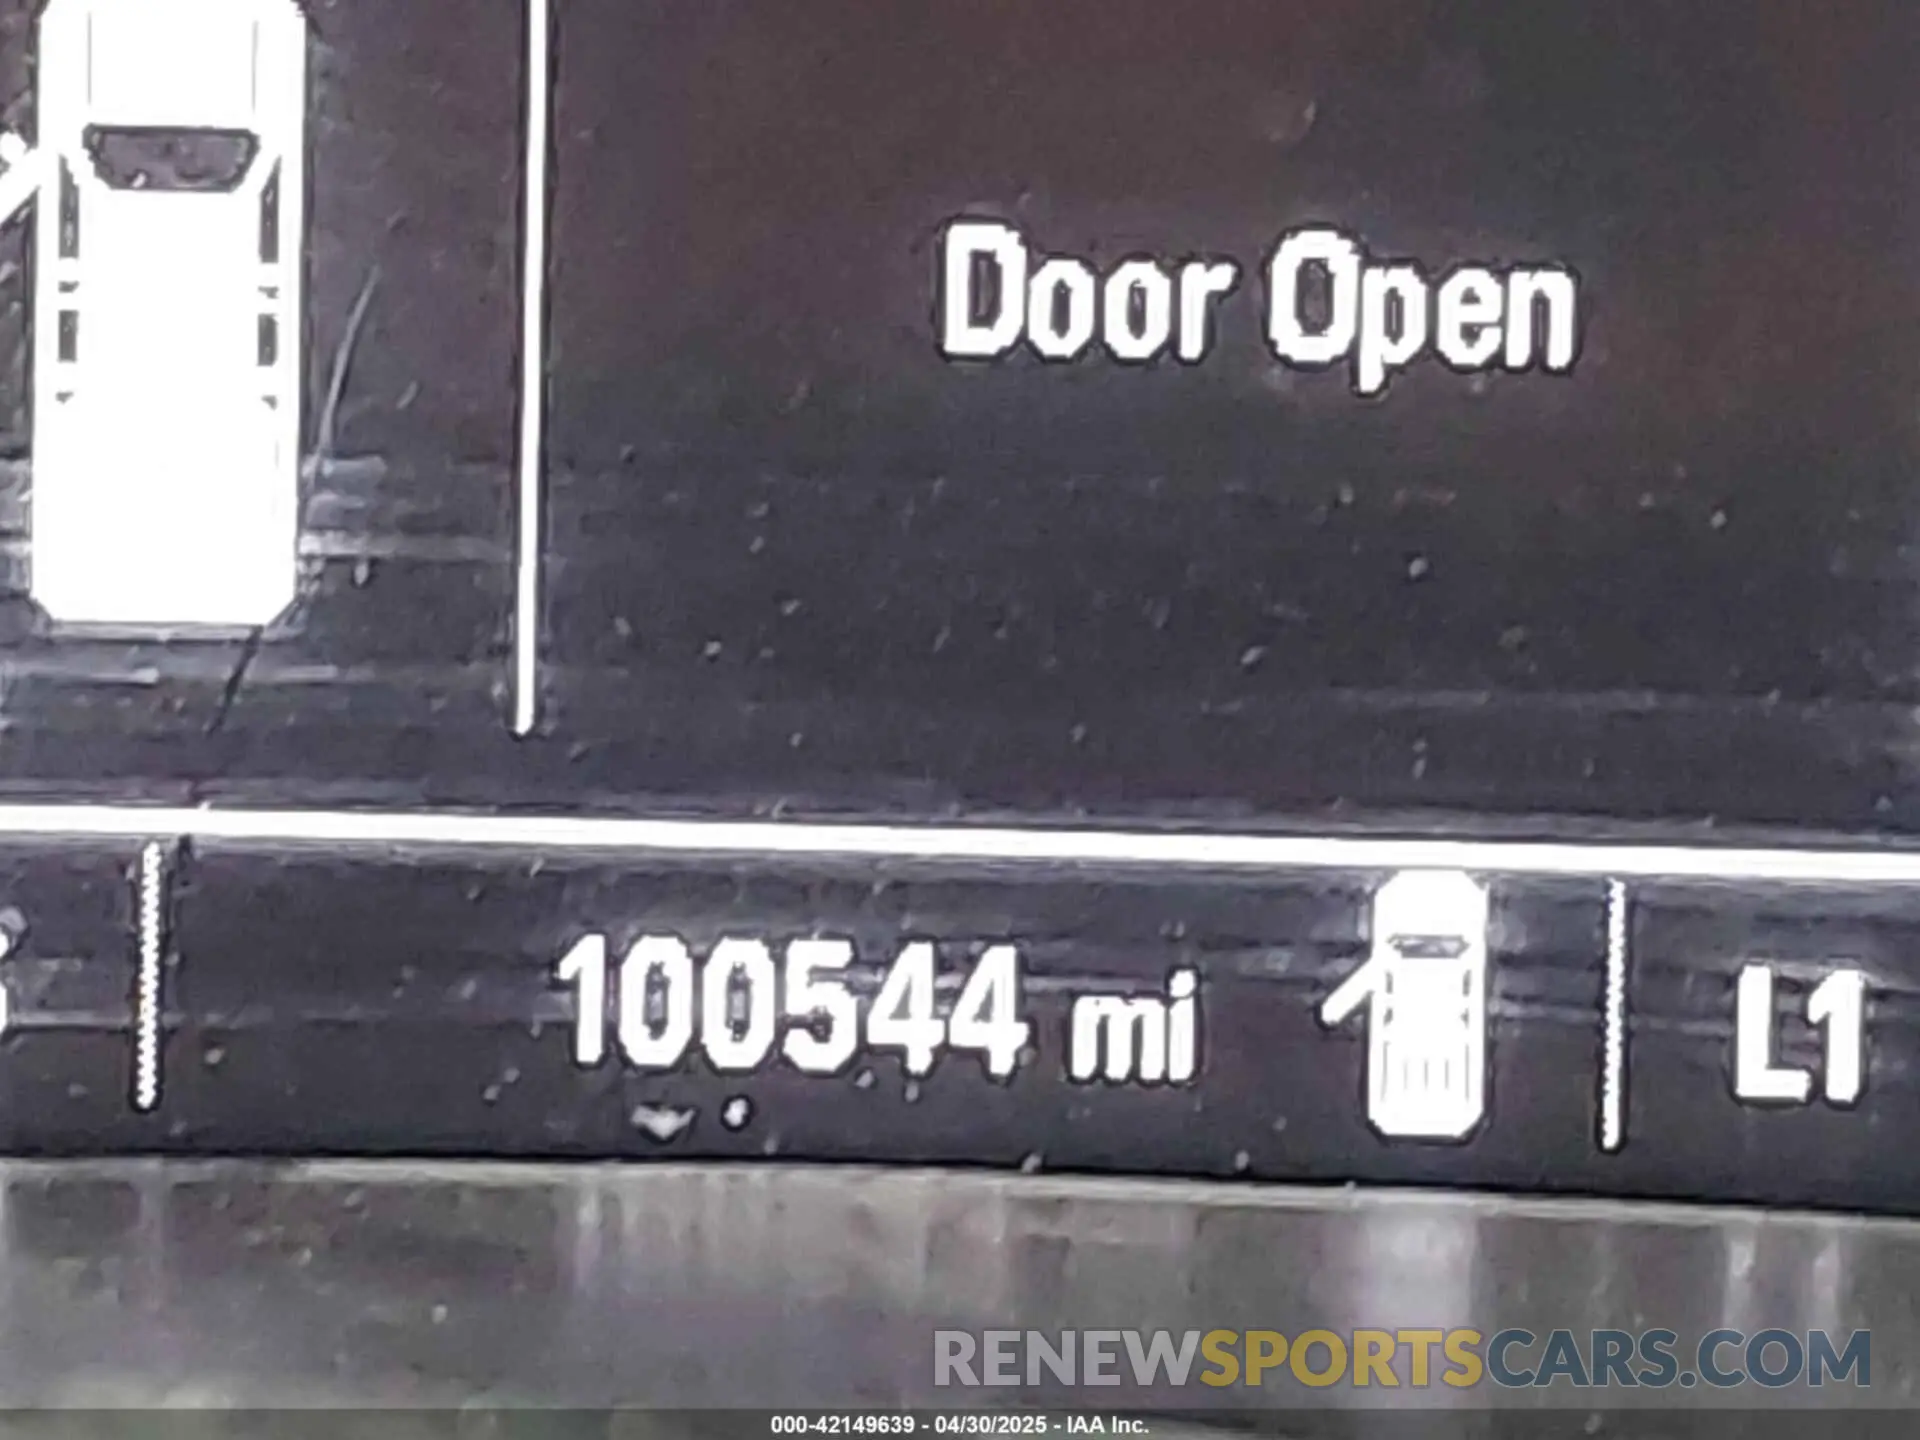 Door Open
100544 mi
L1
RENEWSPORTSCARS.COM
000-42149639 - 04/30/2025 - IAA Inc.